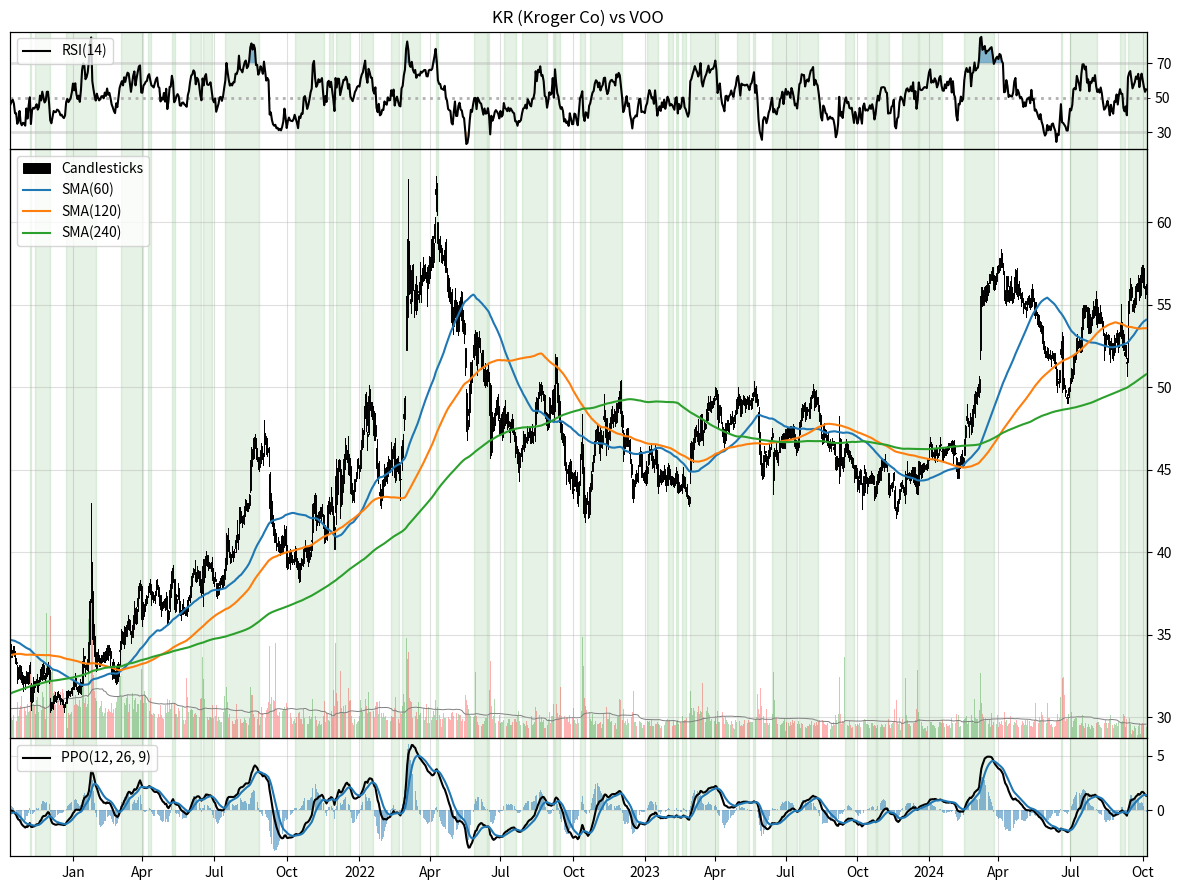 KR (Kroger Co) vs VOO
RSI(14)
70
50
30
Candlesticks
SMA(60)
SMA(120)
SMA(240)
60
55
50
45
40
35
30
PPO(12, 26, 9)
5
0
Jan Apr Jul Oct 2022 Apr Jul Oct 2023 Apr Jul Oct 2024 Apr Jul Oct